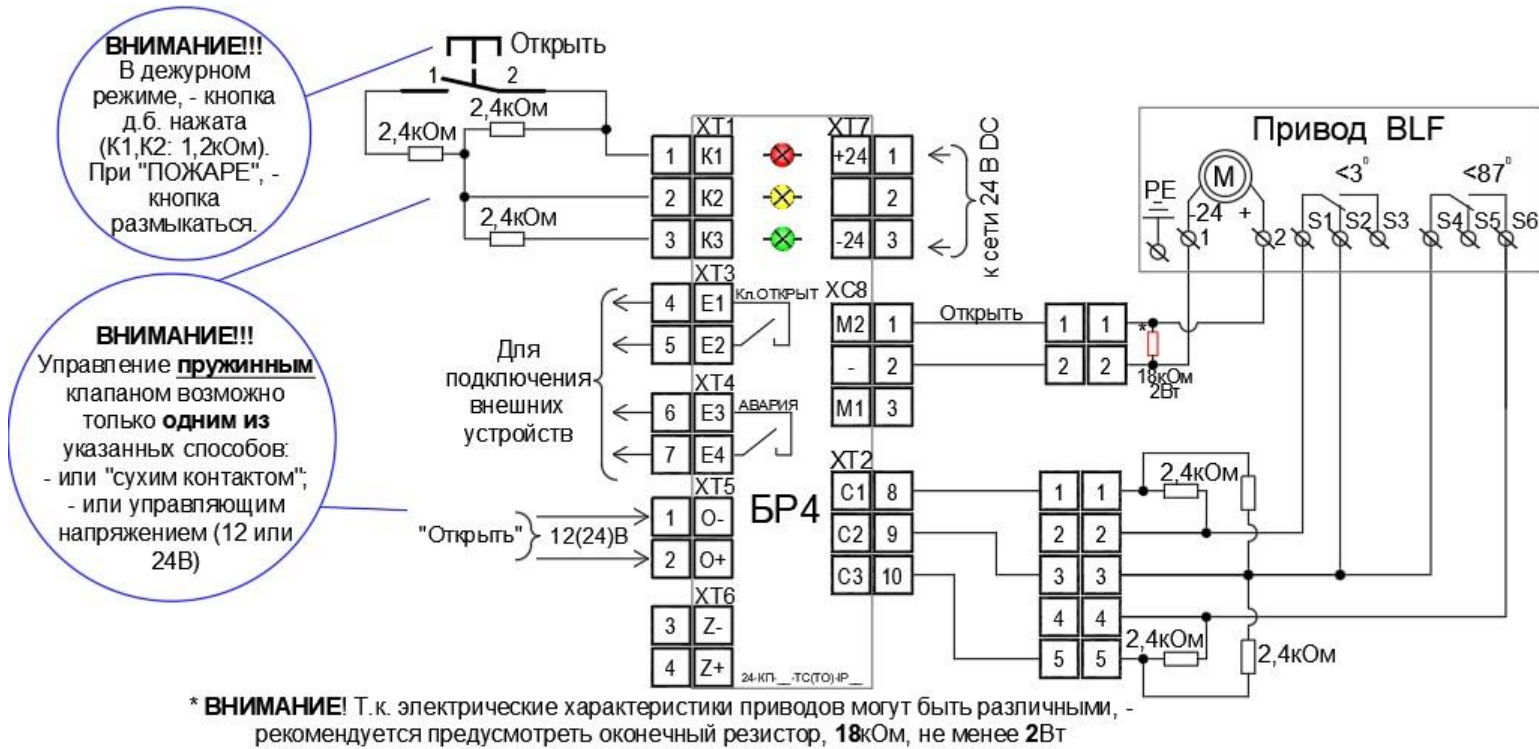 ВНИМАНИЕ!!!
В дежурном
режиме, - кнопка
д.б. нажата
(К1,К2: 1,2кОм).
При "ПОЖАРЕ", -
кнопка
размыкаться.
ВНИМАНИЕ!!!
Управление пружинным
клапаном возможно
только одним из
указанных способов:
- или "сухим контактом";
- или управляющим
напряжением (12 или
24В)
Открыть
1 2
2,4кОм
2,4кОм
2,4кОм
XT1
1 К1
2 К2
3 К3
XT3
4 E1 Кл.ОТКРЫТ
5 E2
XT4
6 E3 АВАРИЯ
7 E4
Для
подключения
внешних
устройств
XT5
1 О-
2 О+
"Открыть" 12(24)В
XT6
3 Z-
4 Z+
БР4
24-КП-__-ТС(ТО)-IP__
XT7
+24 1
2
-24 3
к сети 24 В DC
XC8
М2 1
- 2
М1 3
Открыть
1 1
2 2
*
18кОм
2Вт
XT2
C1 8
C2 9
C3 10
1 1
2 2
3 3
4 4
5 5
2,4кОм
2,4кОм
2,4кОм
Привод BLF
PE
М
-24 +
1 2
<3⁰
S1 S2 S3
<87⁰
S4 S5 S6
* ВНИМАНИЕ! Т.к. электрические характеристики приводов могут быть различными, -
рекомендуется предусмотреть оконечный резистор, 18кОм, не менее 2Вт